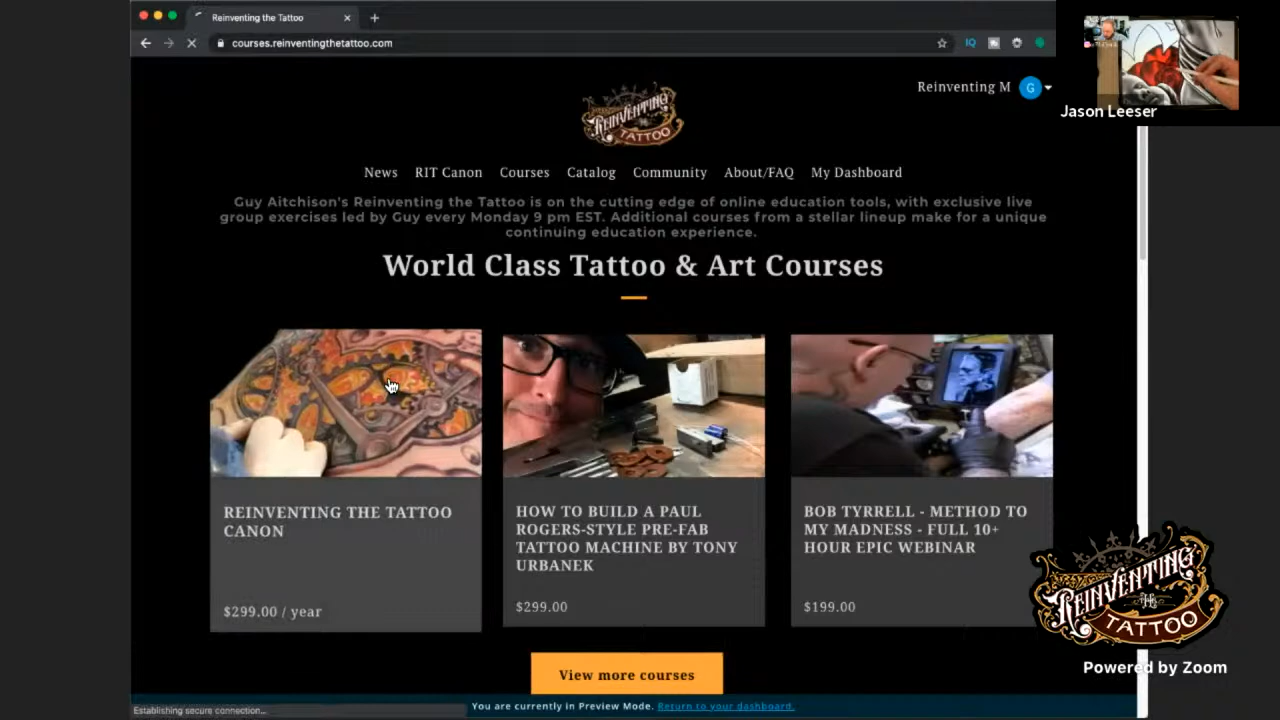 Reinventing the Tattoo
courses.reinventingthetattoo.com
IQ
Jason Leeser
Reinventing M
G
REINVENTING
THE
TATTOO
News
RIT Canon
Courses
Catalog
Community
About/FAQ
My Dashboard
Guy Aitchison's Reinventing the Tattoo is on the cutting edge of online education tools, with exclusive live
group exercises led by Guy every Monday 9 pm EST. Additional courses from a stellar lineup make for a unique
continuing education experience.
World Class Tattoo & Art Courses
REINVENTING THE TATTOO
CANON
$299.00 / year
HOW TO BUILD A PAUL
ROGERS-STYLE PRE-FAB
TATTOO MACHINE BY TONY
URBANEK
$299.00
BOB TYRRELL - METHOD TO
MY MADNESS - FULL 10+
HOUR EPIC WEBINAR
$199.00
View more courses
REINVENTING
THE
TATTOO
Powered by Zoom
Establishing secure connection...
You are currently in Preview Mode. Return to your dashboard.